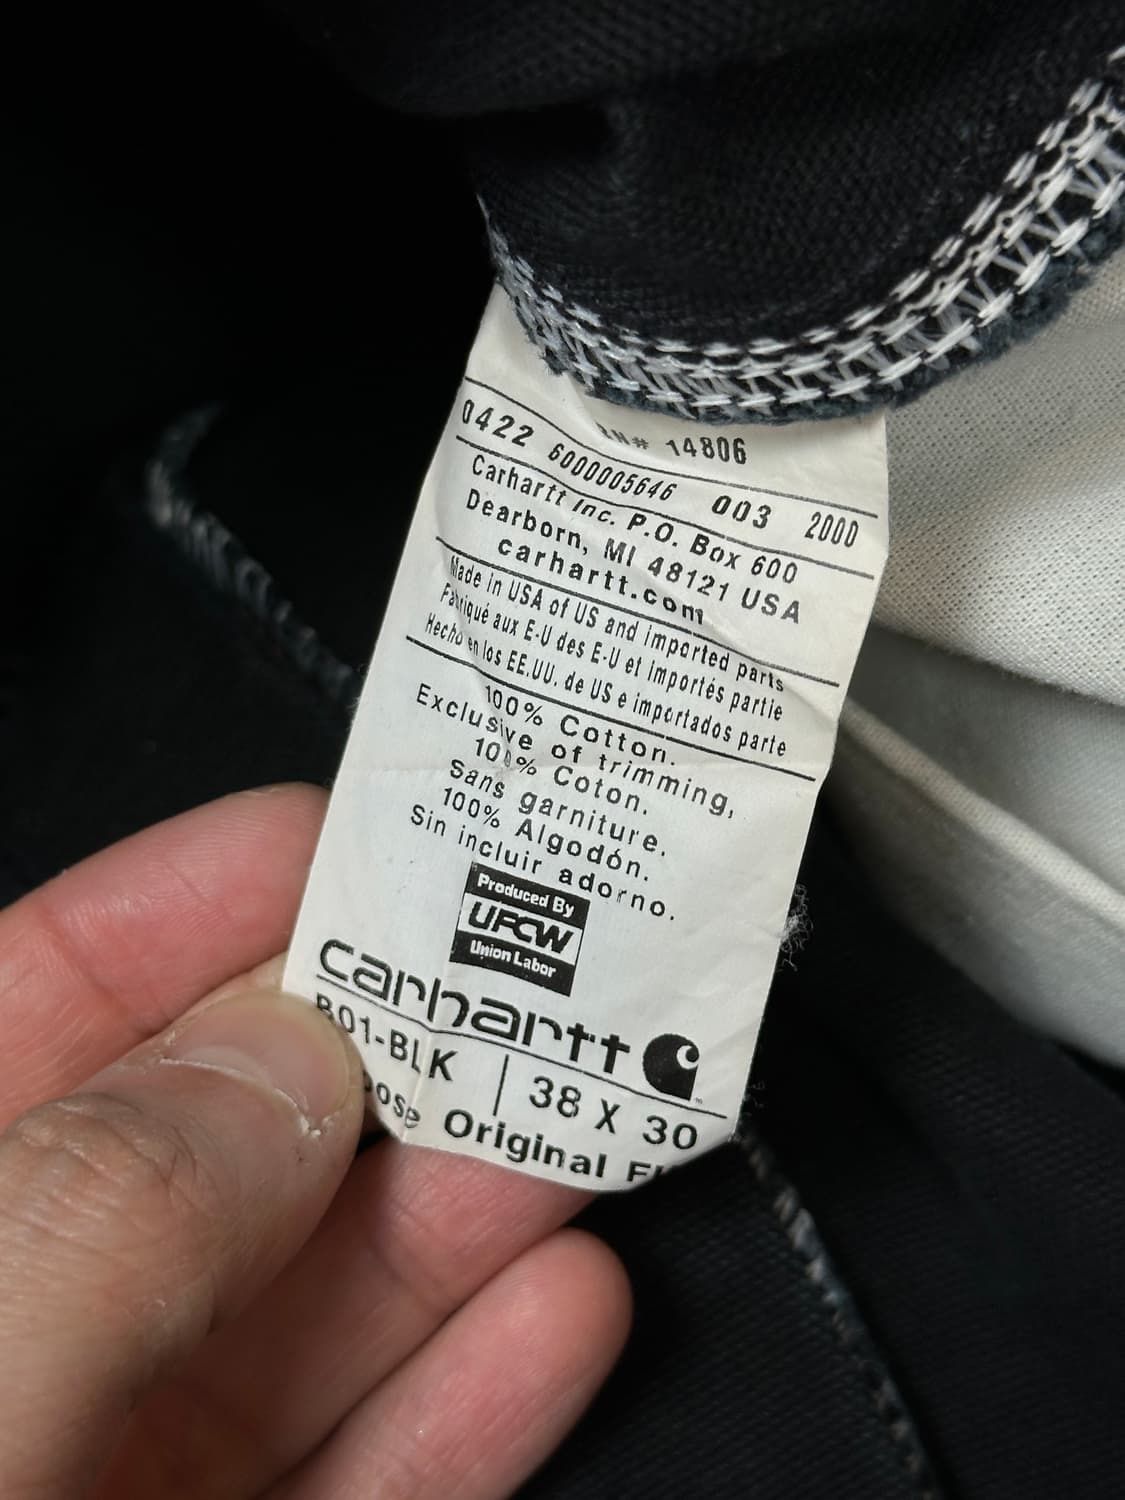 RN# 14806
0422 6000005646 003 2000
Carhartt Inc. P.O. Box 600
Dearborn, MI 48121 USA
carhartt.com
Made in USA of US and imported parts
Fabriqué aux E-U des E-U et importés partie
Hecho en los EE.UU. de US e importados parte
100% Cotton.
Exclusive of trimming,
100% Coton.
Sans garniture.
100% Algodón.
Sin incluir adorno.
Produced By
UFCW
Union Labor
carhartt
B01-BLK | 38 X 30
Original